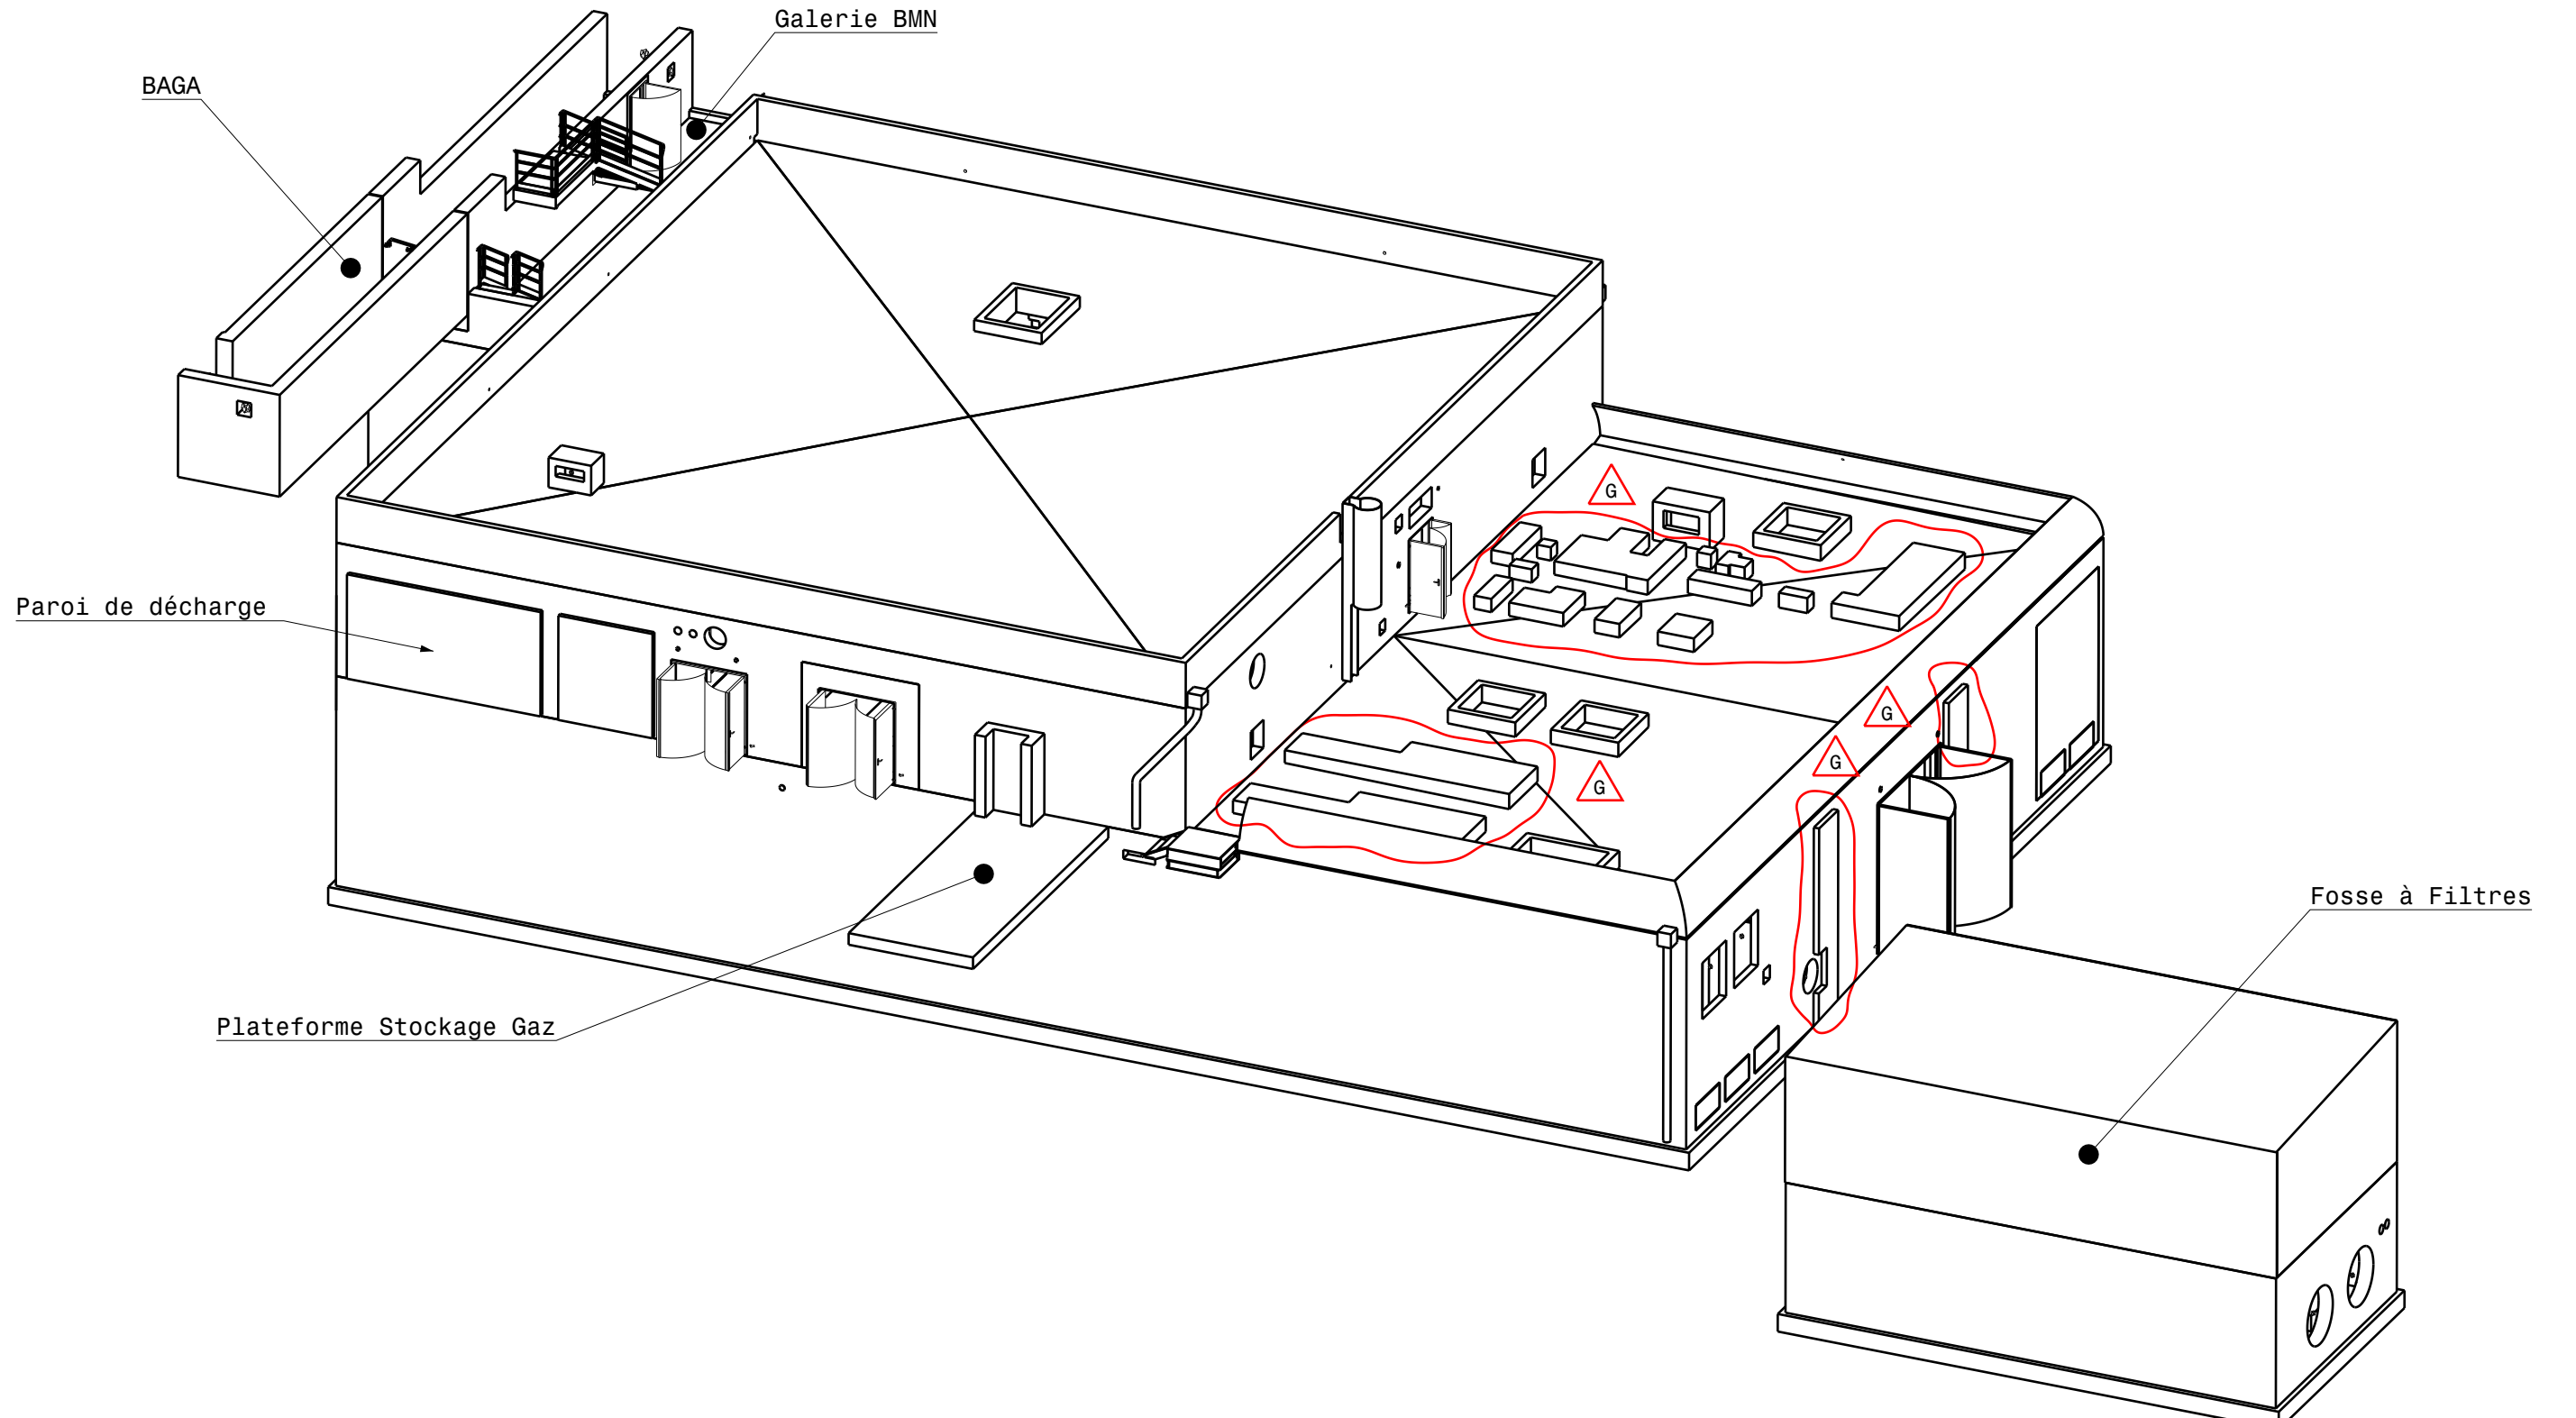 Galerie BMN
BAGA
G
Paroi de décharge
G
G
G
Fosse à Filtres
Plateforme Stockage Gaz